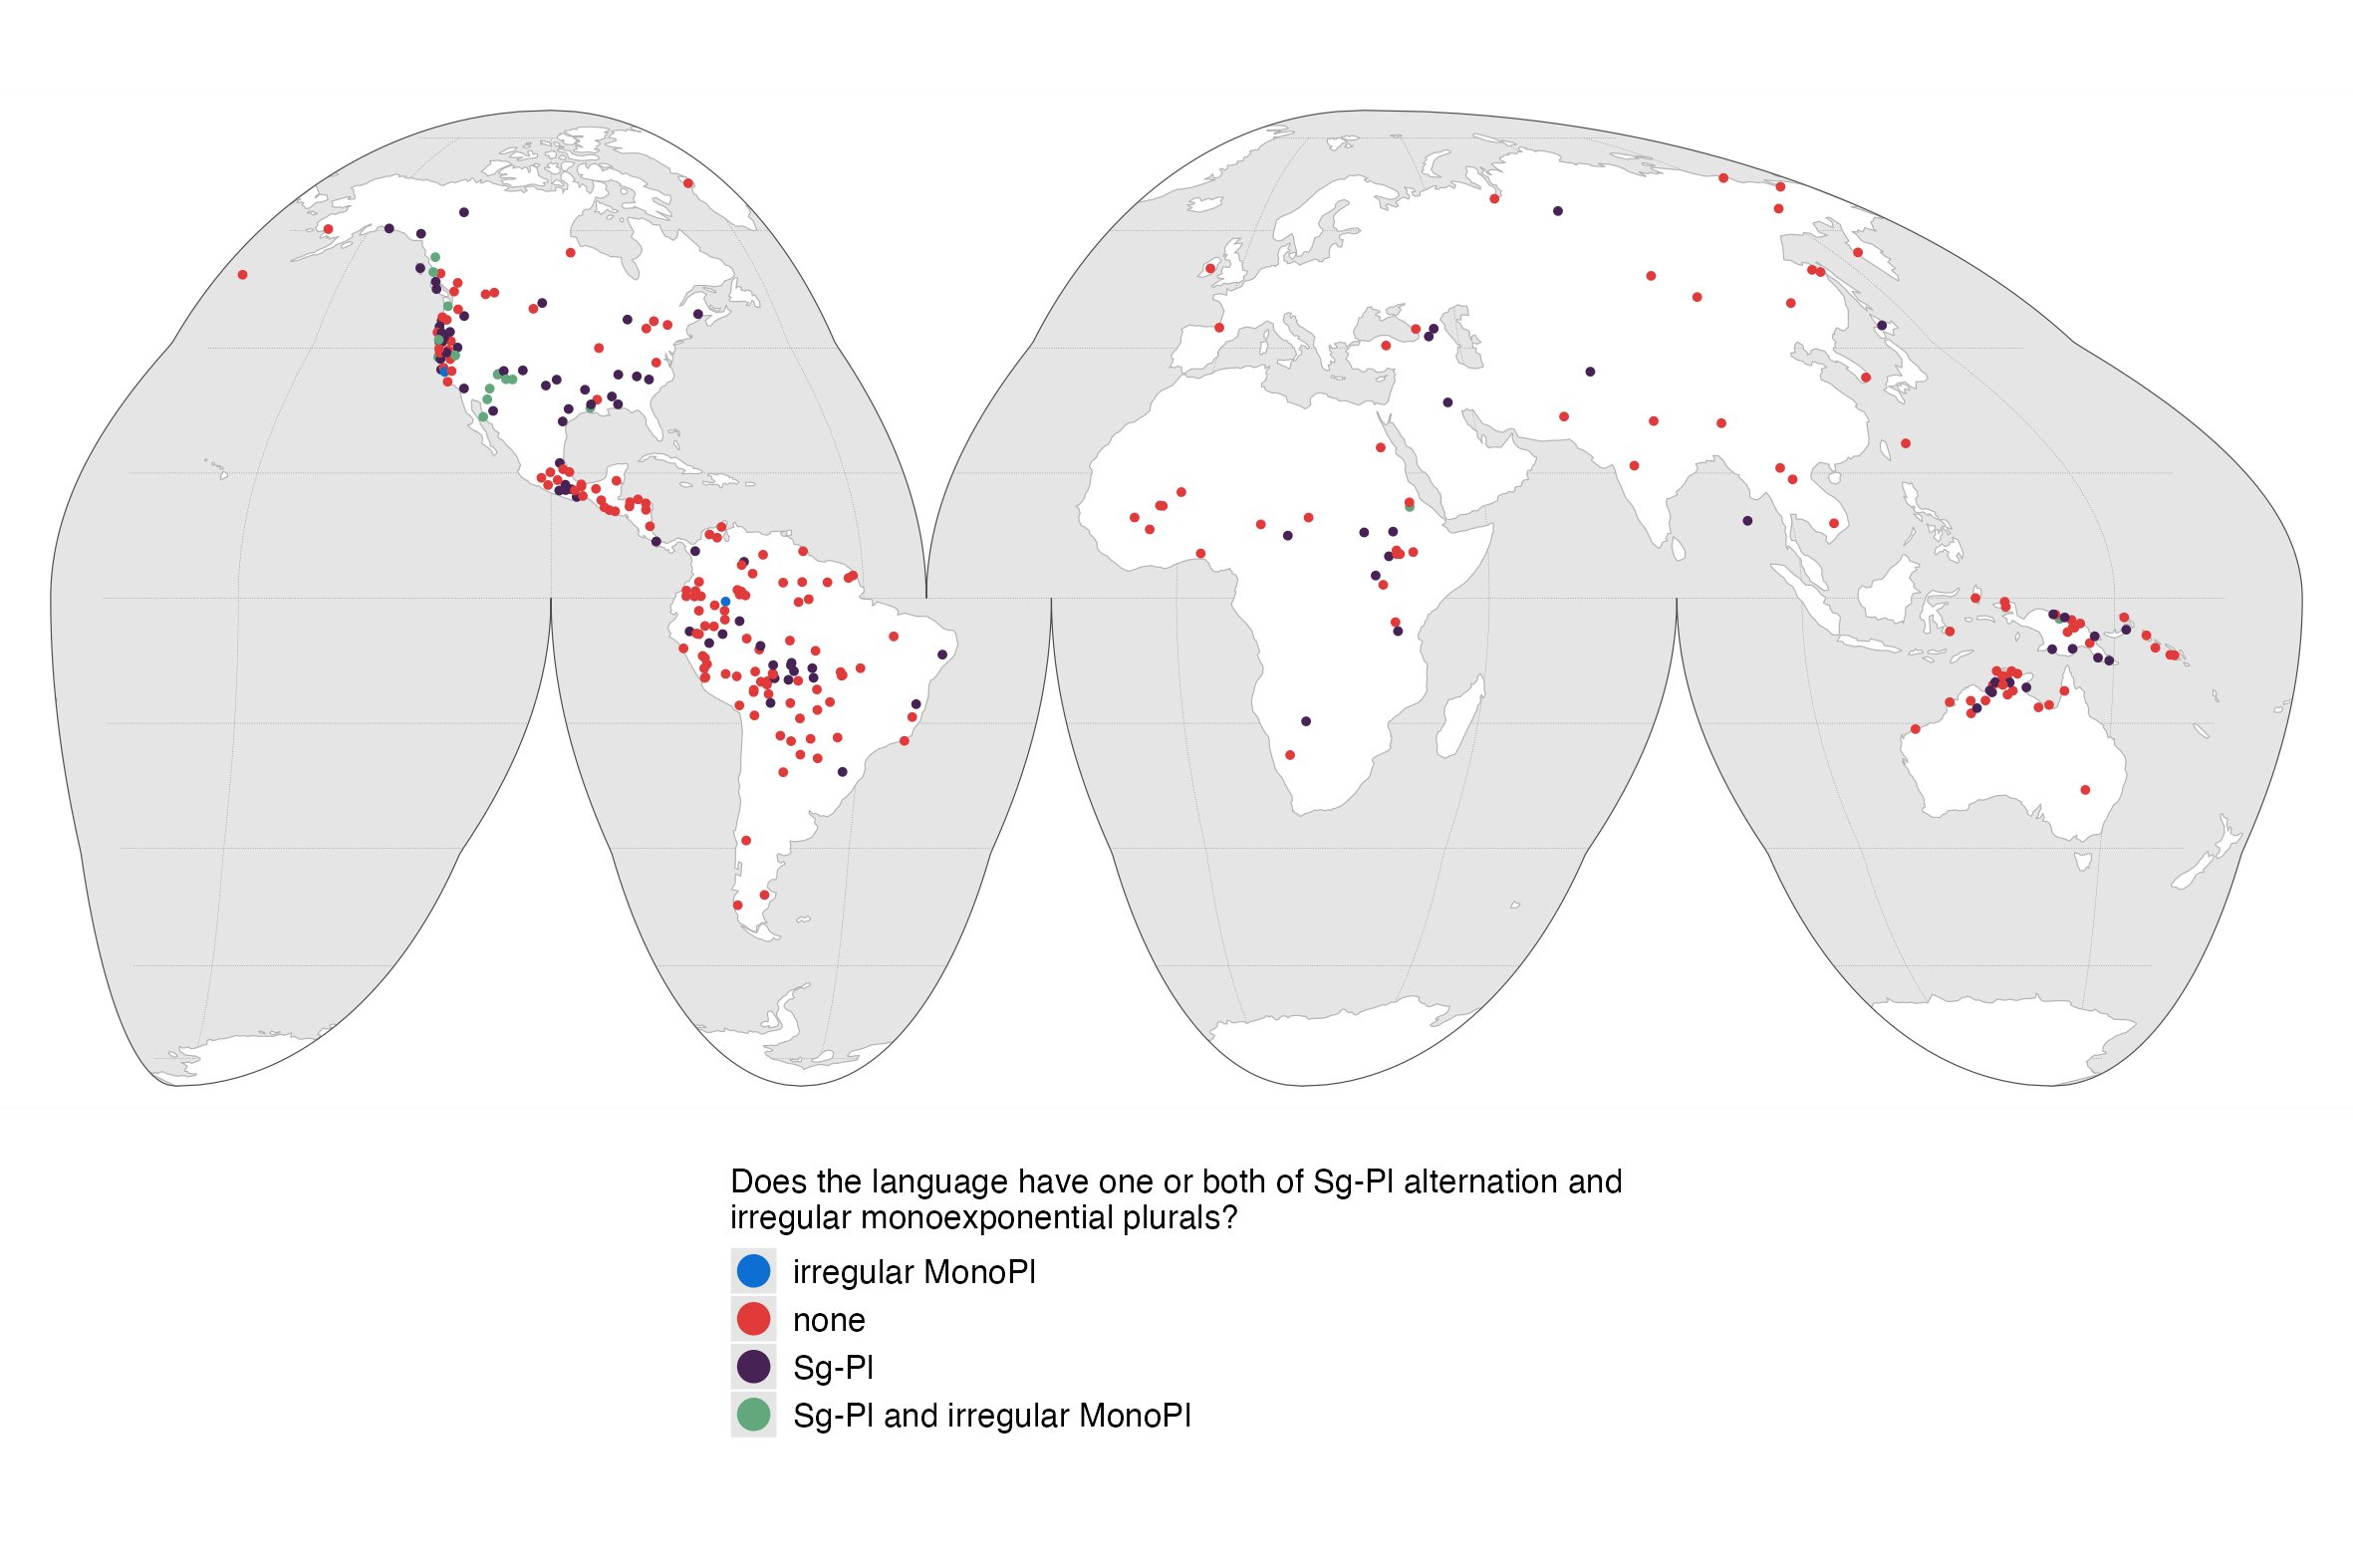 Does the language have one or both of Sg-Pl alternation and
irregular monoexponential plurals?
irregular MonoPl
none
Sg-Pl
Sg-Pl and irregular MonoPl